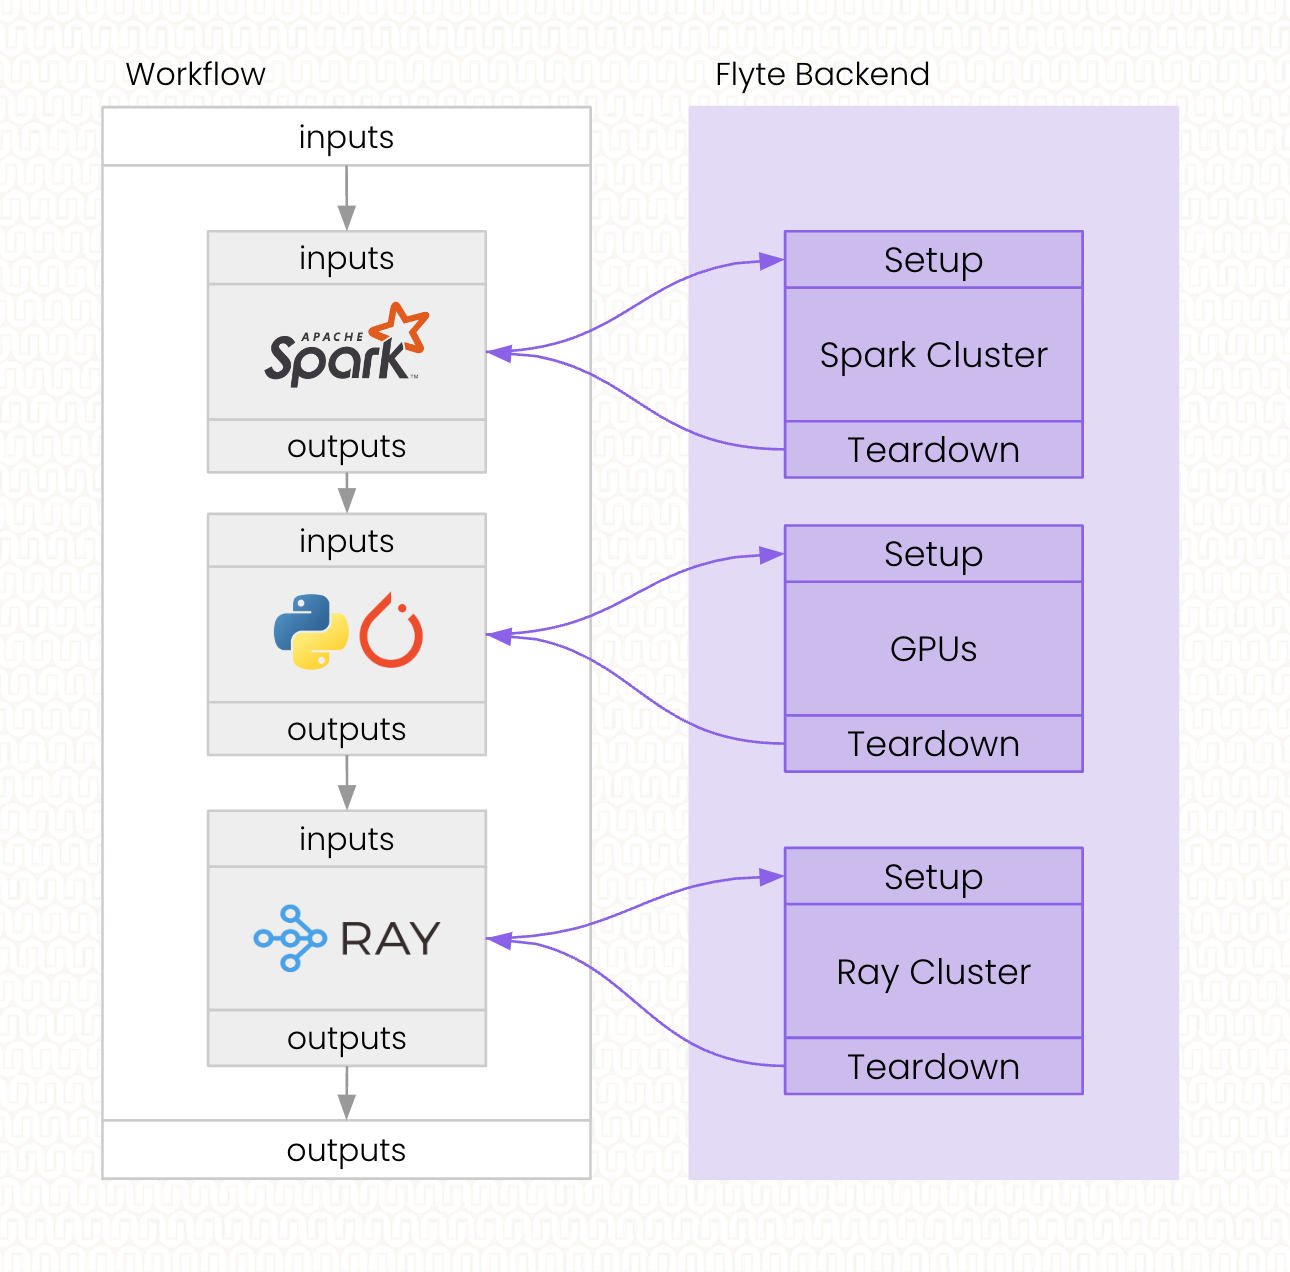 Workflow
inputs
inputs
APACHE
Spark™
outputs
inputs
outputs
inputs
RAY
outputs
outputs
Flyte Backend
Setup
Spark Cluster
Teardown
Setup
GPUs
Teardown
Setup
Ray Cluster
Teardown